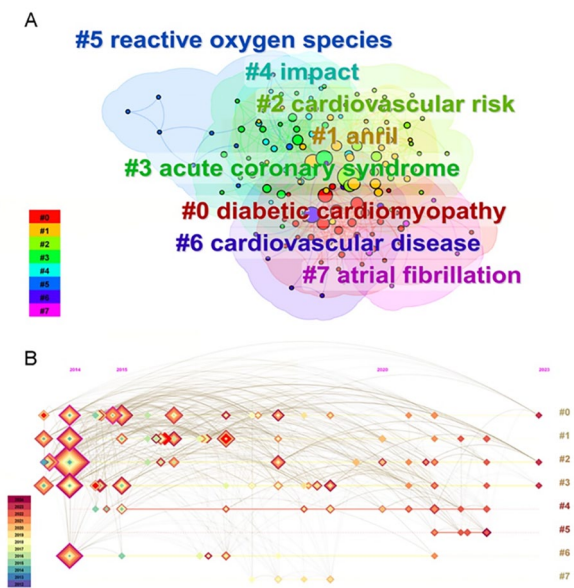 A
#5 reactive oxygen species
#4 impact
#2 cardiovascular risk
#1 anril
#3 acute coronary syndrome
#0 diabetic cardiomyopathy
#6 cardiovascular disease
#7 atrial fibrillation
#0
#1
#2
#3
#4
#5
#6
#7
B
2014 2015 2020 2023
#0
#1
#2
#3
#4
#5
#6
#7